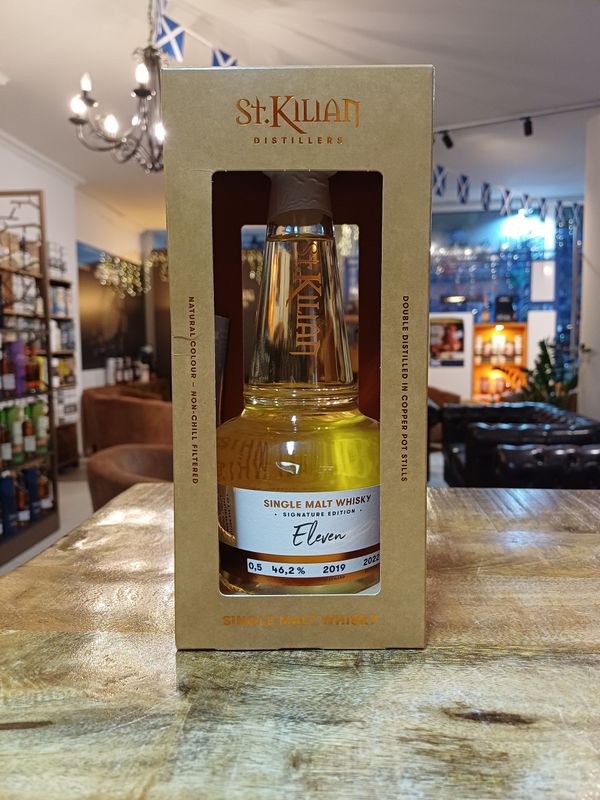 St. KILIAN
DISTILLERS
St. KILIAN
NATURAL COLOUR – NON-CHILL FILTERED
DOUBLE DISTILLED IN COPPER POT STILLS
SINGLE MALT WHISKY
• SIGNATURE EDITION •
Eleven
0,5 46,2 % 2019 2022
SINGLE MALT WHISKY